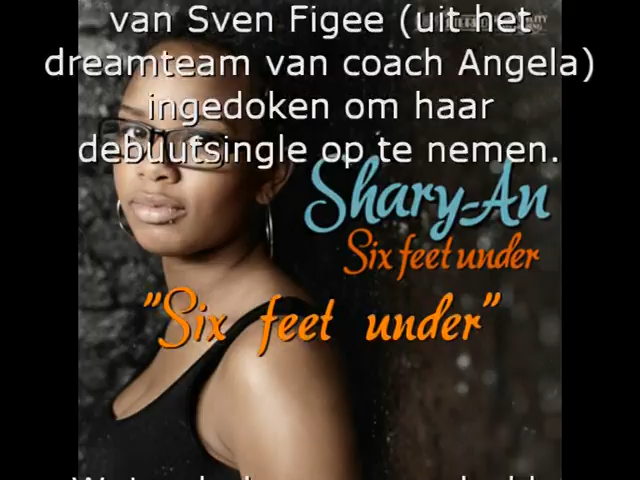 van Sven Figee (uit het
dreamteam van coach Angela)
ingedoken om haar
debuutsingle op te nemen.
Shary-An
Six feet under
"Six feet under"